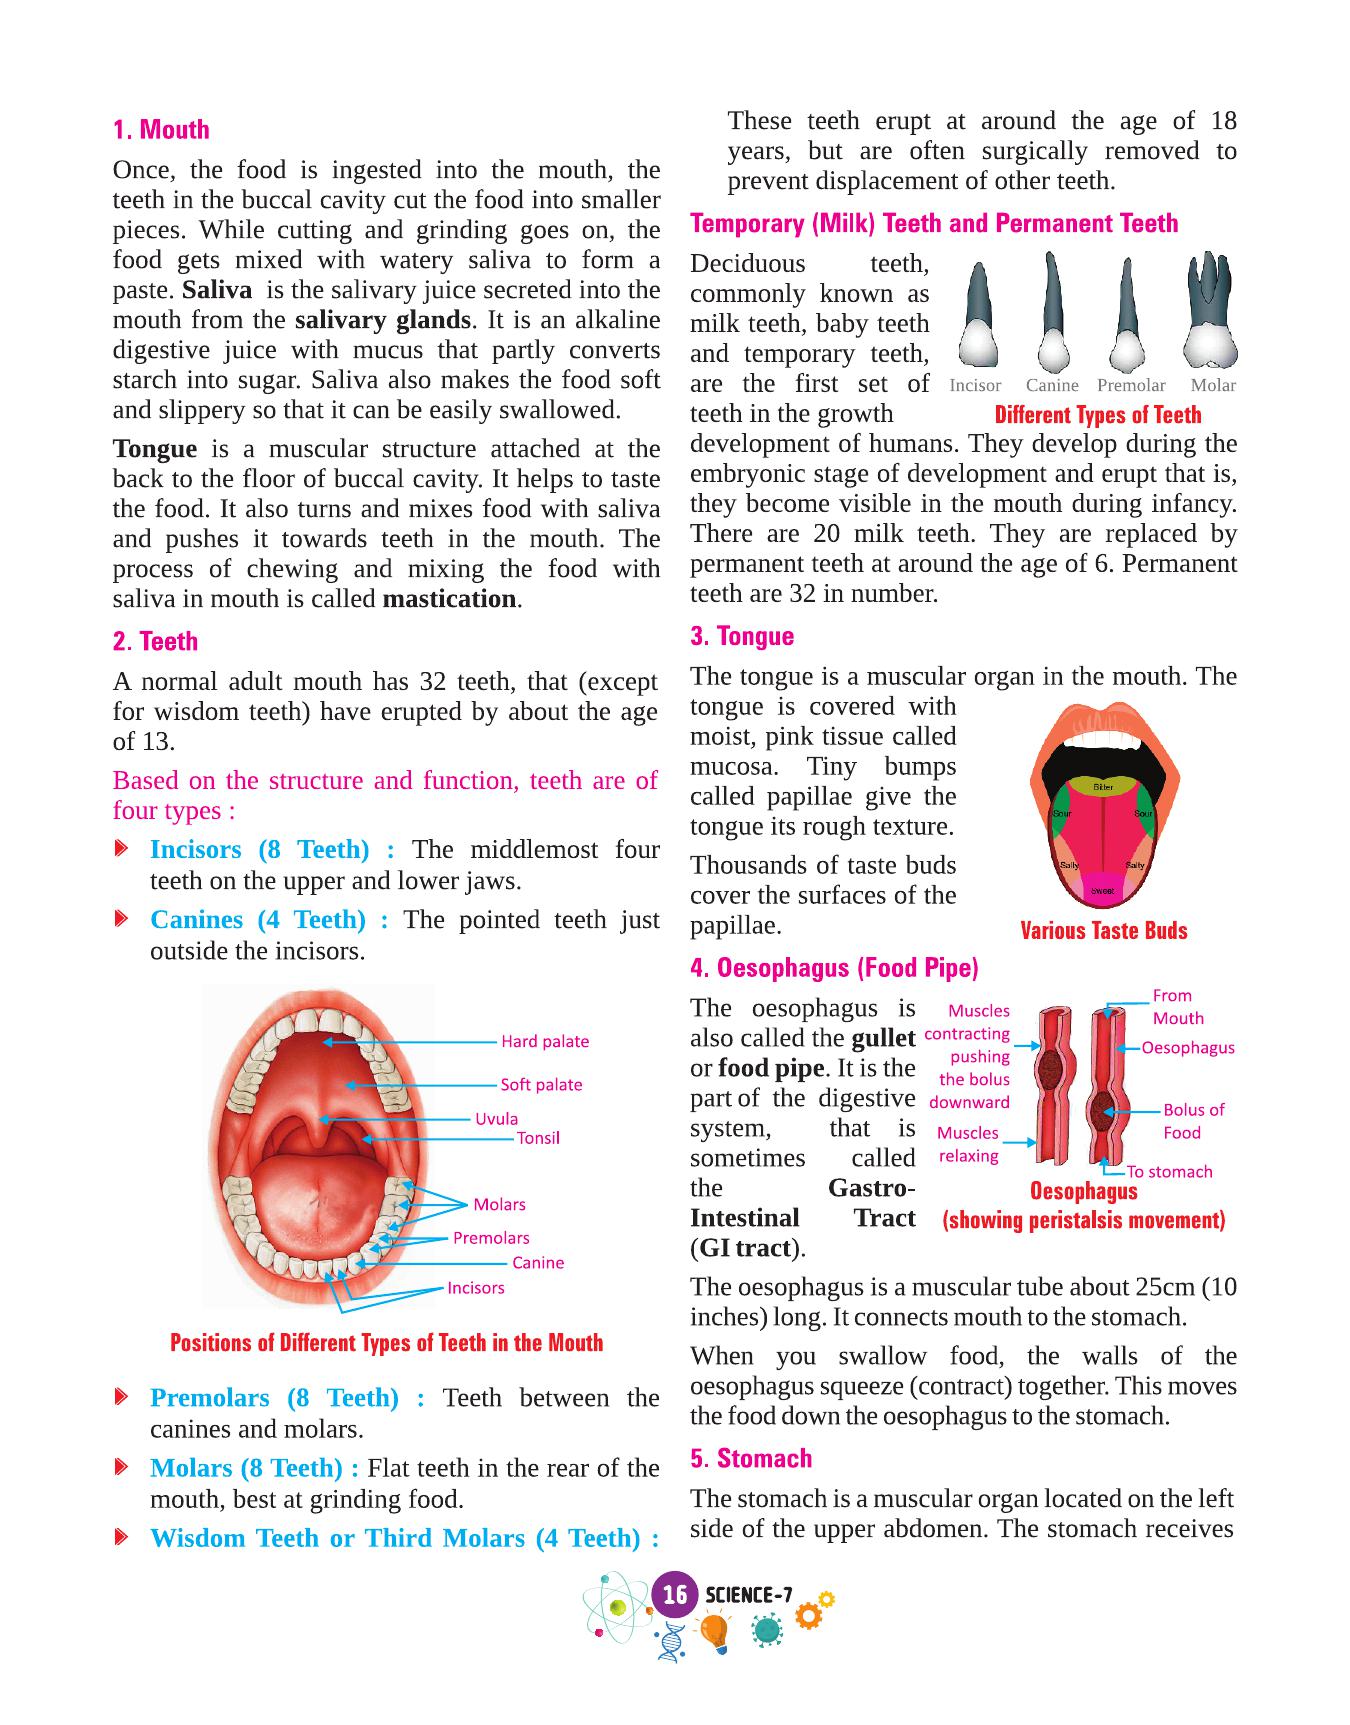 1. Mouth
Once, the food is ingested into the mouth, the
teeth in the buccal cavity cut the food into smaller
pieces. While cutting and grinding goes on, the
food gets mixed with watery saliva to form a
paste. Saliva is the salivary juice secreted into the
mouth from the salivary glands. It is an alkaline
digestive juice with mucus that partly converts
starch into sugar. Saliva also makes the food soft
and slippery so that it can be easily swallowed.
Tongue is a muscular structure attached at the
back to the floor of buccal cavity. It helps to taste
the food. It also turns and mixes food with saliva
and pushes it towards teeth in the mouth. The
process of chewing and mixing the food with
saliva in mouth is called mastication.
2. Teeth
A normal adult mouth has 32 teeth, that (except
for wisdom teeth) have erupted by about the age
of 13.
Based on the structure and function, teeth are of
four types :
Incisors (8 Teeth) : The middlemost four
teeth on the upper and lower jaws.
Canines (4 Teeth) : The pointed teeth just
outside the incisors.
Hard palate
Soft palate
Uvula
Tonsil
Molars
Premolars
Canine
Incisors
Positions of Different Types of Teeth in the Mouth
Premolars (8 Teeth) : Teeth between the
canines and molars.
Molars (8 Teeth) : Flat teeth in the rear of the
mouth, best at grinding food.
Wisdom Teeth or Third Molars (4 Teeth) :
These teeth erupt at around the age of 18
years, but are often surgically removed to
prevent displacement of other teeth.
Temporary (Milk) Teeth and Permanent Teeth
Deciduous teeth,
commonly known as
milk teeth, baby teeth
and temporary teeth,
are the first set of
teeth in the growth
Incisor Canine Premolar Molar
Different Types of Teeth
development of humans. They develop during the
embryonic stage of development and erupt that is,
they become visible in the mouth during infancy.
There are 20 milk teeth. They are replaced by
permanent teeth at around the age of 6. Permanent
teeth are 32 in number.
3. Tongue
The tongue is a muscular organ in the mouth. The
tongue is covered with
moist, pink tissue called
mucosa. Tiny bumps
called papillae give the
tongue its rough texture.
Thousands of taste buds
cover the surfaces of the
papillae.
Bitter
Sour Sour
Salty Salty
Sweet
Various Taste Buds
4. Oesophagus (Food Pipe)
The oesophagus is
also called the gullet
or food pipe. It is the
part of the digestive
system, that is
sometimes called
the Gastro-
Intestinal Tract
(GI tract).
Muscles
contracting
pushing
the bolus
downward
Muscles
relaxing
From
Mouth
Oesophagus
Bolus of
Food
To stomach
Oesophagus
(showing peristalsis movement)
The oesophagus is a muscular tube about 25cm (10
inches) long. It connects mouth to the stomach.
When you swallow food, the walls of the
oesophagus squeeze (contract) together. This moves
the food down the oesophagus to the stomach.
5. Stomach
The stomach is a muscular organ located on the left
side of the upper abdomen. The stomach receives
16 SCIENCE-7